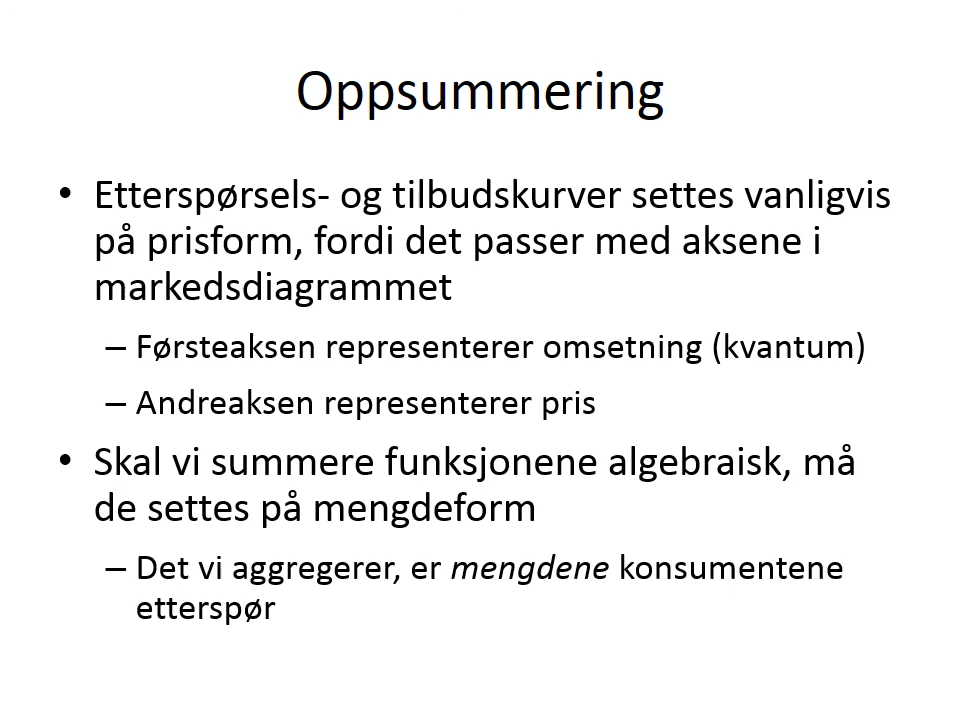 Oppsummering
• Etterspørsels- og tilbudskurver settes vanligvis
på prisform, fordi det passer med aksene i
markedsdiagrammet
– Førsteaksen representerer omsetning (kvantum)
– Andreaksen representerer pris
• Skal vi summere funksjonene algebraisk, må
de settes på mengdeform
– Det vi aggregerer, er mengdene konsumentene
etterspør